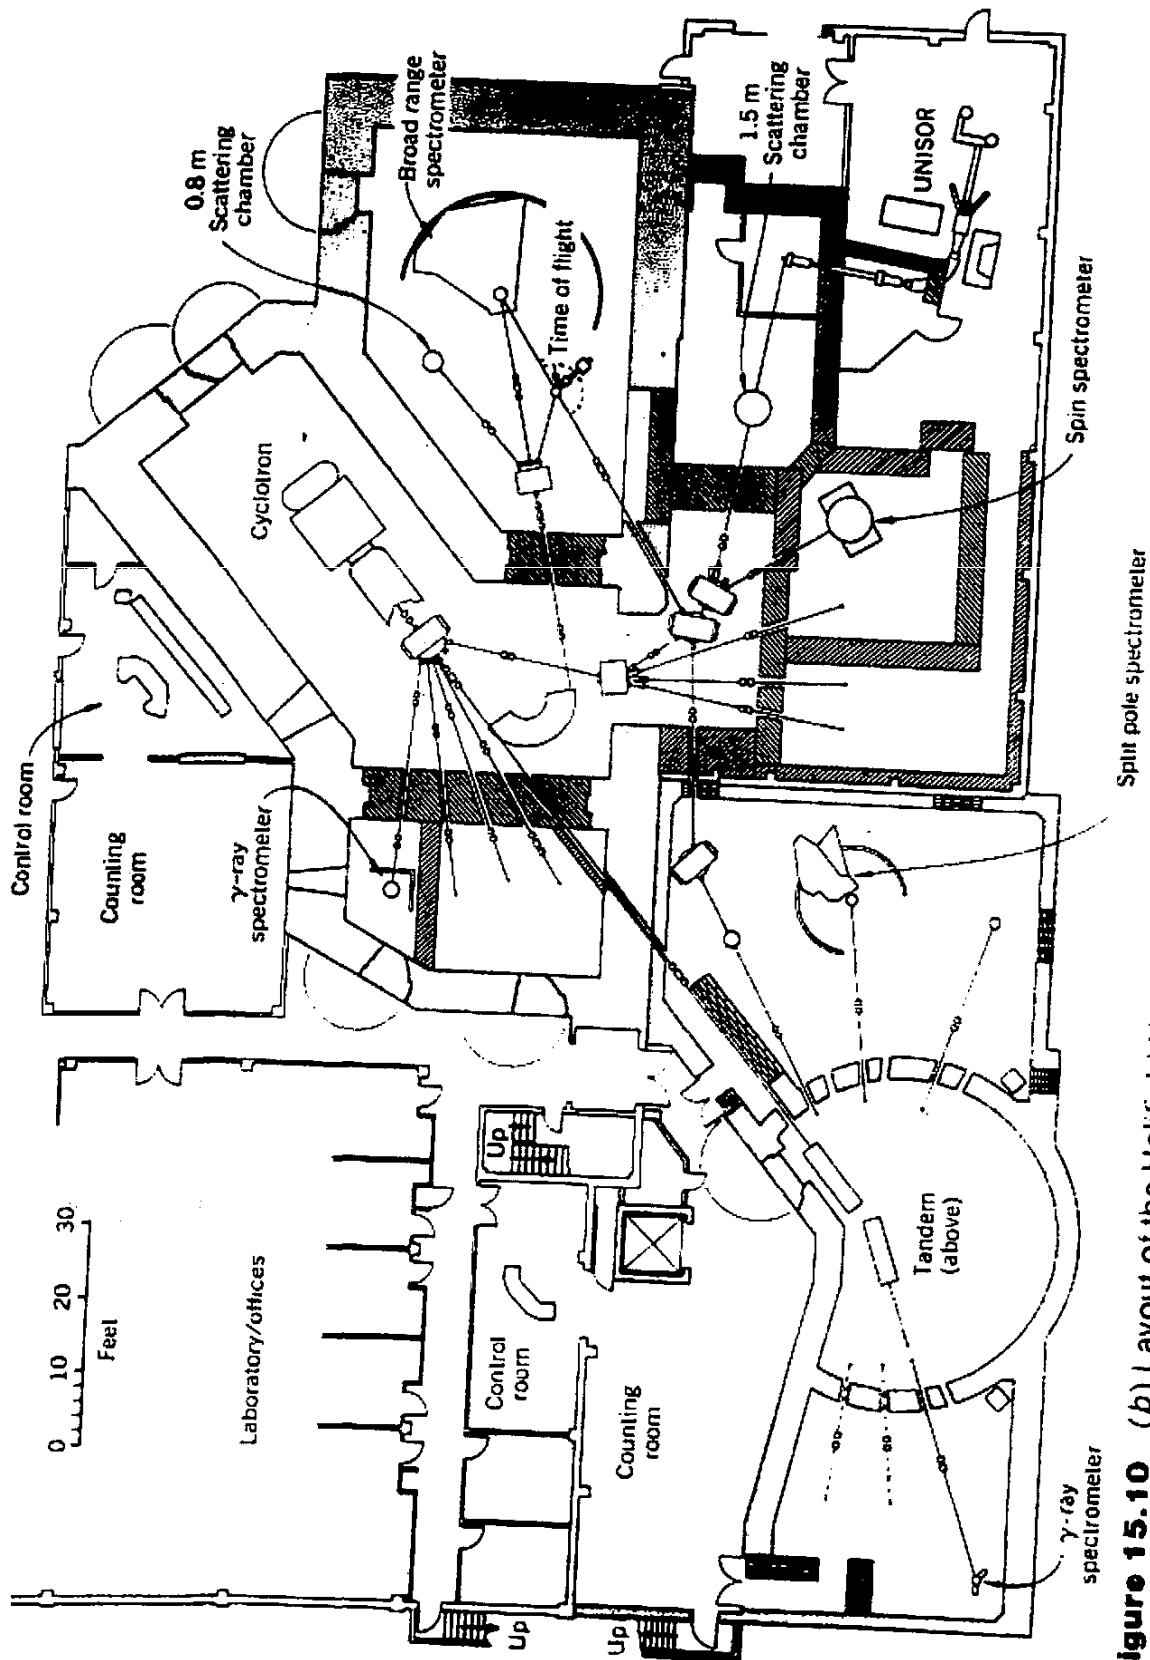 0.8 m
Scattering
chamber
Broad range
spectrometer
Control room
Counting
room
γ-ray
spectrometer
Cyclotron
Time of flight
1.5 m
Scattering
chamber
UNISOR
Spin spectrometer
Split pole spectrometer
0 10 20 30
Feet
Laboratory/offices
Up
Control
room
Counting
room
Tandem
(above)
Up
Up
γ-ray
spectrometer
igure 15.10 (b) Layout of the